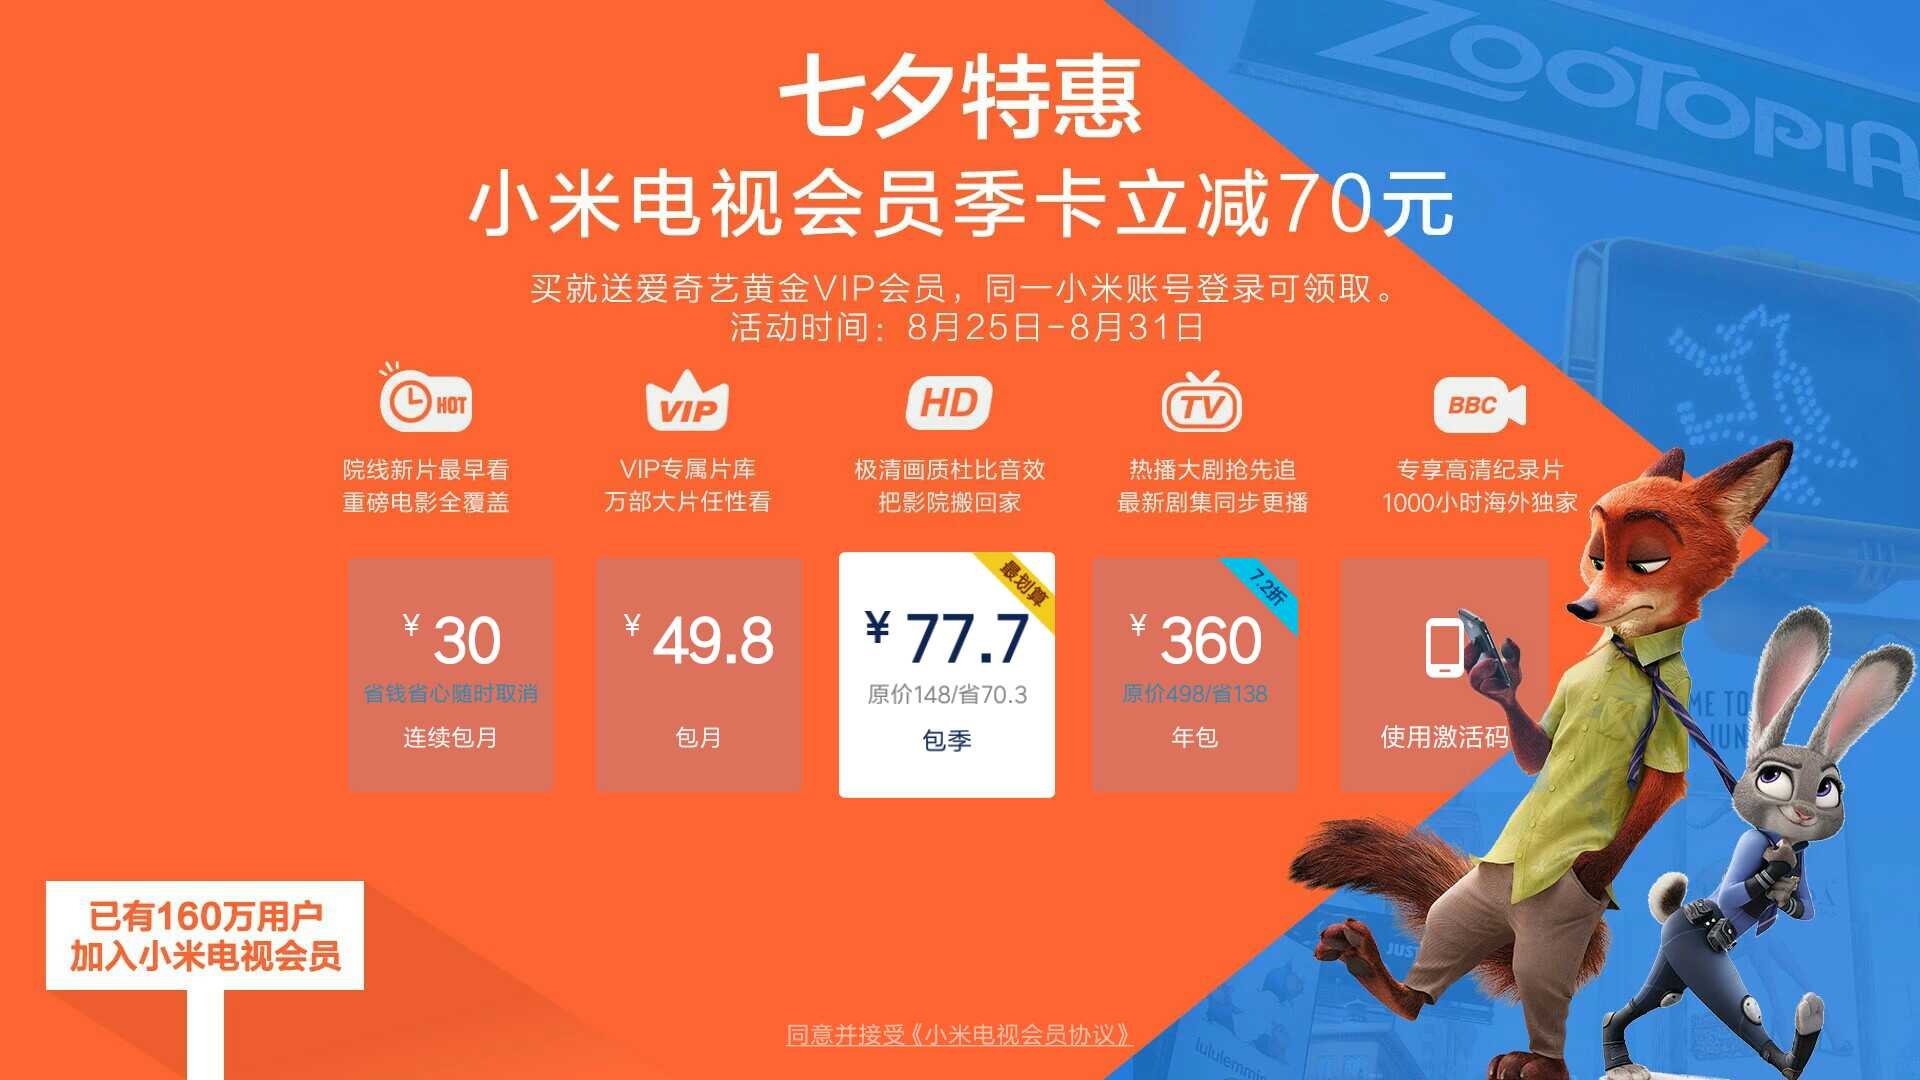 ZOOTOPIA
七夕特惠
小米电视会员季卡立减70元
买就送爱奇艺黄金VIP会员，同一小米账号登录可领取。
活动时间：8月25日-8月31日
HOT
VIP
HD
TV
BBC
院线新片最早看
重磅电影全覆盖
VIP专属片库
万部大片任性看
极清画质杜比音效
把影院搬回家
热播大剧抢先追
最新剧集同步更播
专享高清纪录片
1000小时海外独家
¥ 30
省钱省心随时取消
连续包月
¥ 49.8
包月
最划算
¥ 77.7
原价148/省70.3
包季
7.2折
¥ 360
原价498/省138
年包
使用激活码
ME TO
JUN
已有160万用户
加入小米电视会员
JUST
lululemmi
同意并接受《小米电视会员协议》